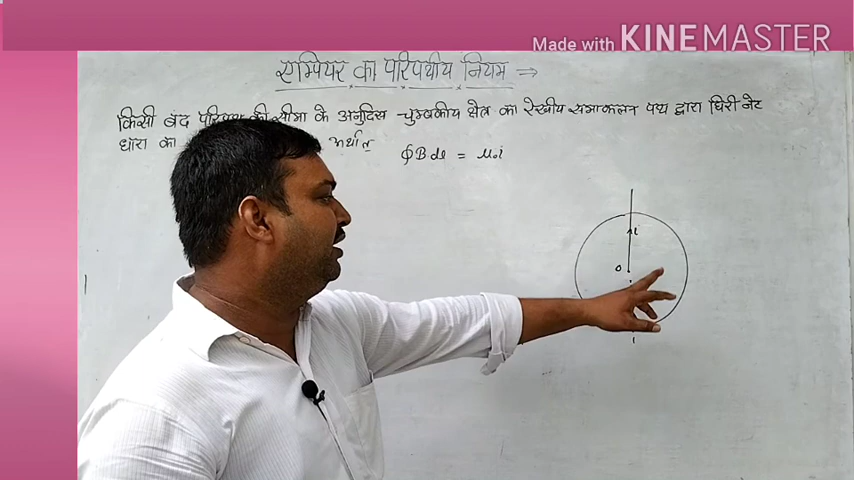 Made with KINEMASTER
एम्पियर का परिपथीय नियम ⇒
किसी बंद परिपथ की सीमा के अनुदिस चुम्बकीय क्षेत्र का रेखीय समाकलन पथ द्वारा घिरी नेट
धारा का अर्थात् ∮B dl = μ₀i
i
O